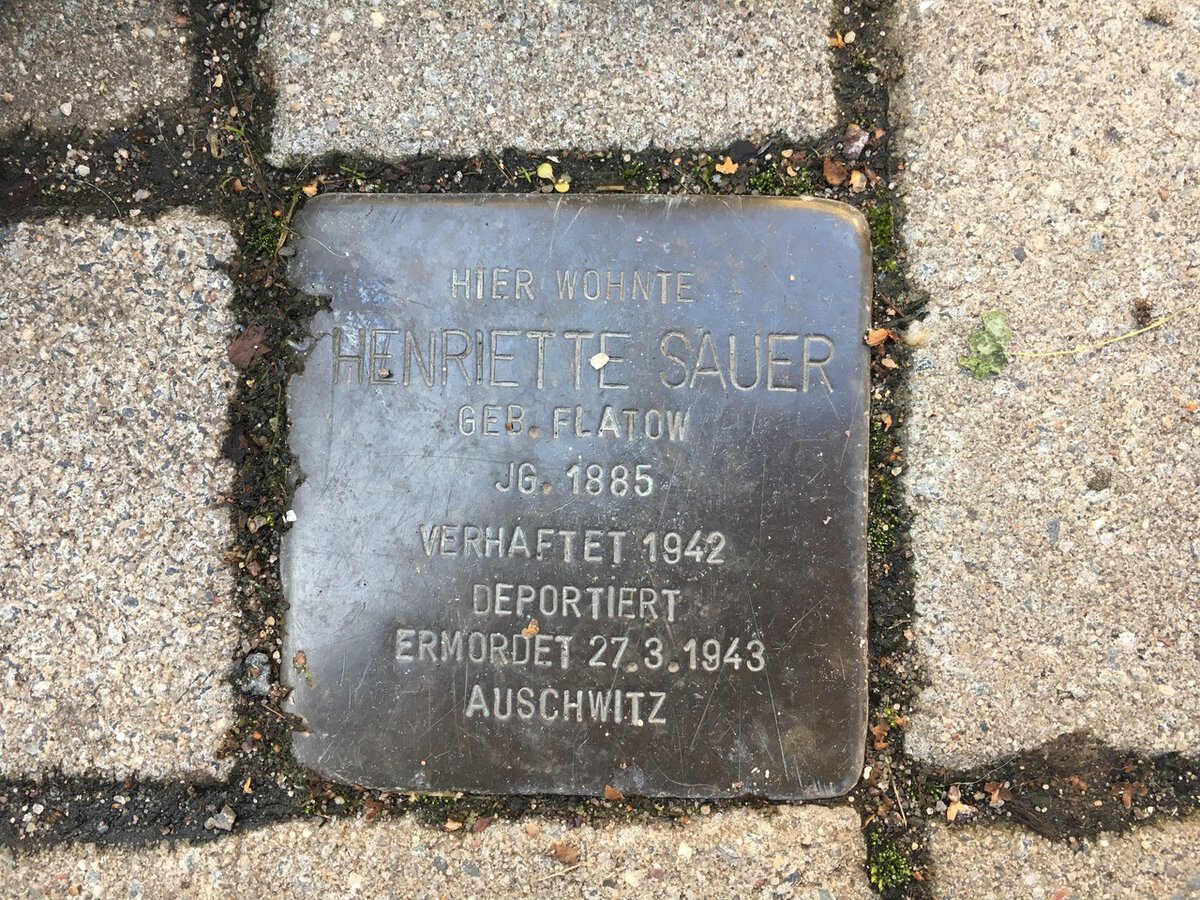 HIER WOHNTE
HENRIETTE SAUER
GEB. FLATOW
JG. 1885
VERHAFTET 1942
DEPORTIERT
ERMORDET 27.3.1943
AUSCHWITZ